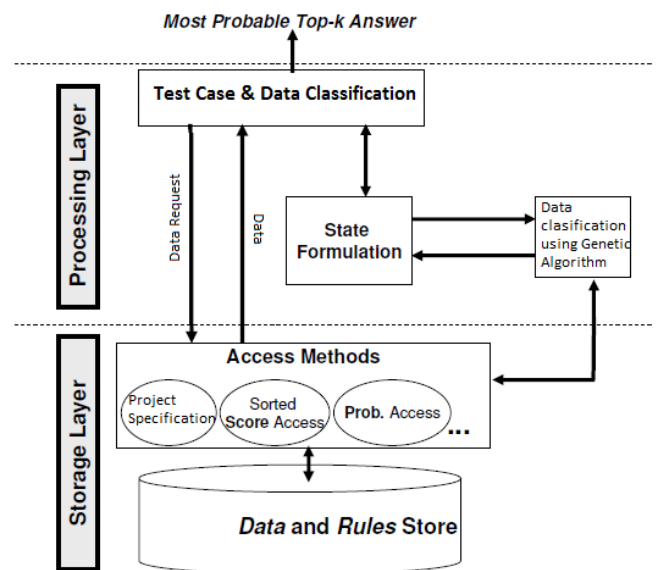 Most Probable Top-k Answer
Processing Layer
Test Case & Data Classification
Data Request
Data
State
Formulation
Data
clasification
using Genetic
Algorithm
Storage Layer
Access Methods
Project
Specification
Sorted
Score Access
Prob. Access
...
Data and Rules Store